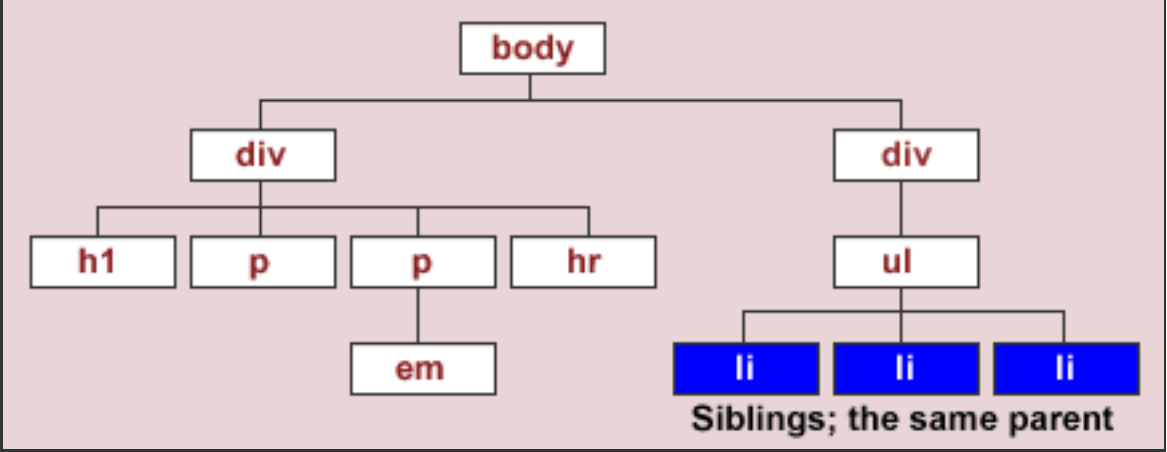 body
div div
h1 p p hr ul
em li li li
Siblings; the same parent